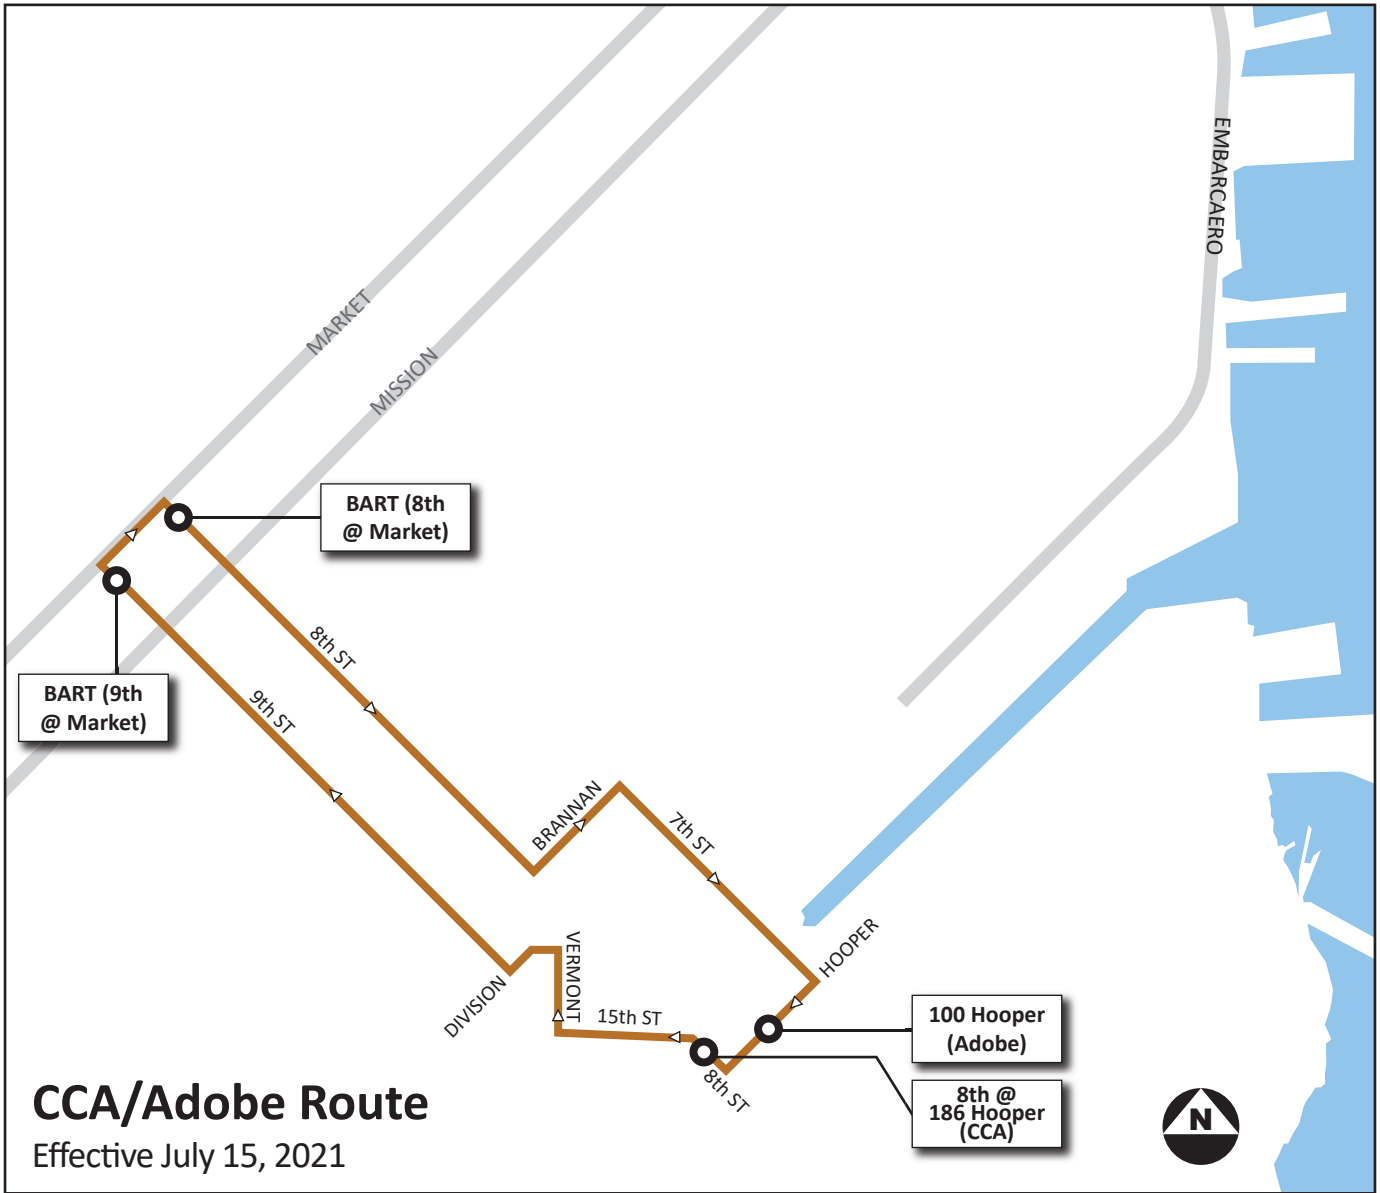 EMBARCAERO
MARKET
MISSION
BART (8th
@ Market)
8th ST
BART (9th
@ Market)
9th ST
BRANNAN
7th ST
HOOPER
VERMONT
DIVISION
15th ST
100 Hooper
(Adobe)
8th ST
8th @
186 Hooper
(CCA)
CCA/Adobe Route
Effective July 15, 2021
N